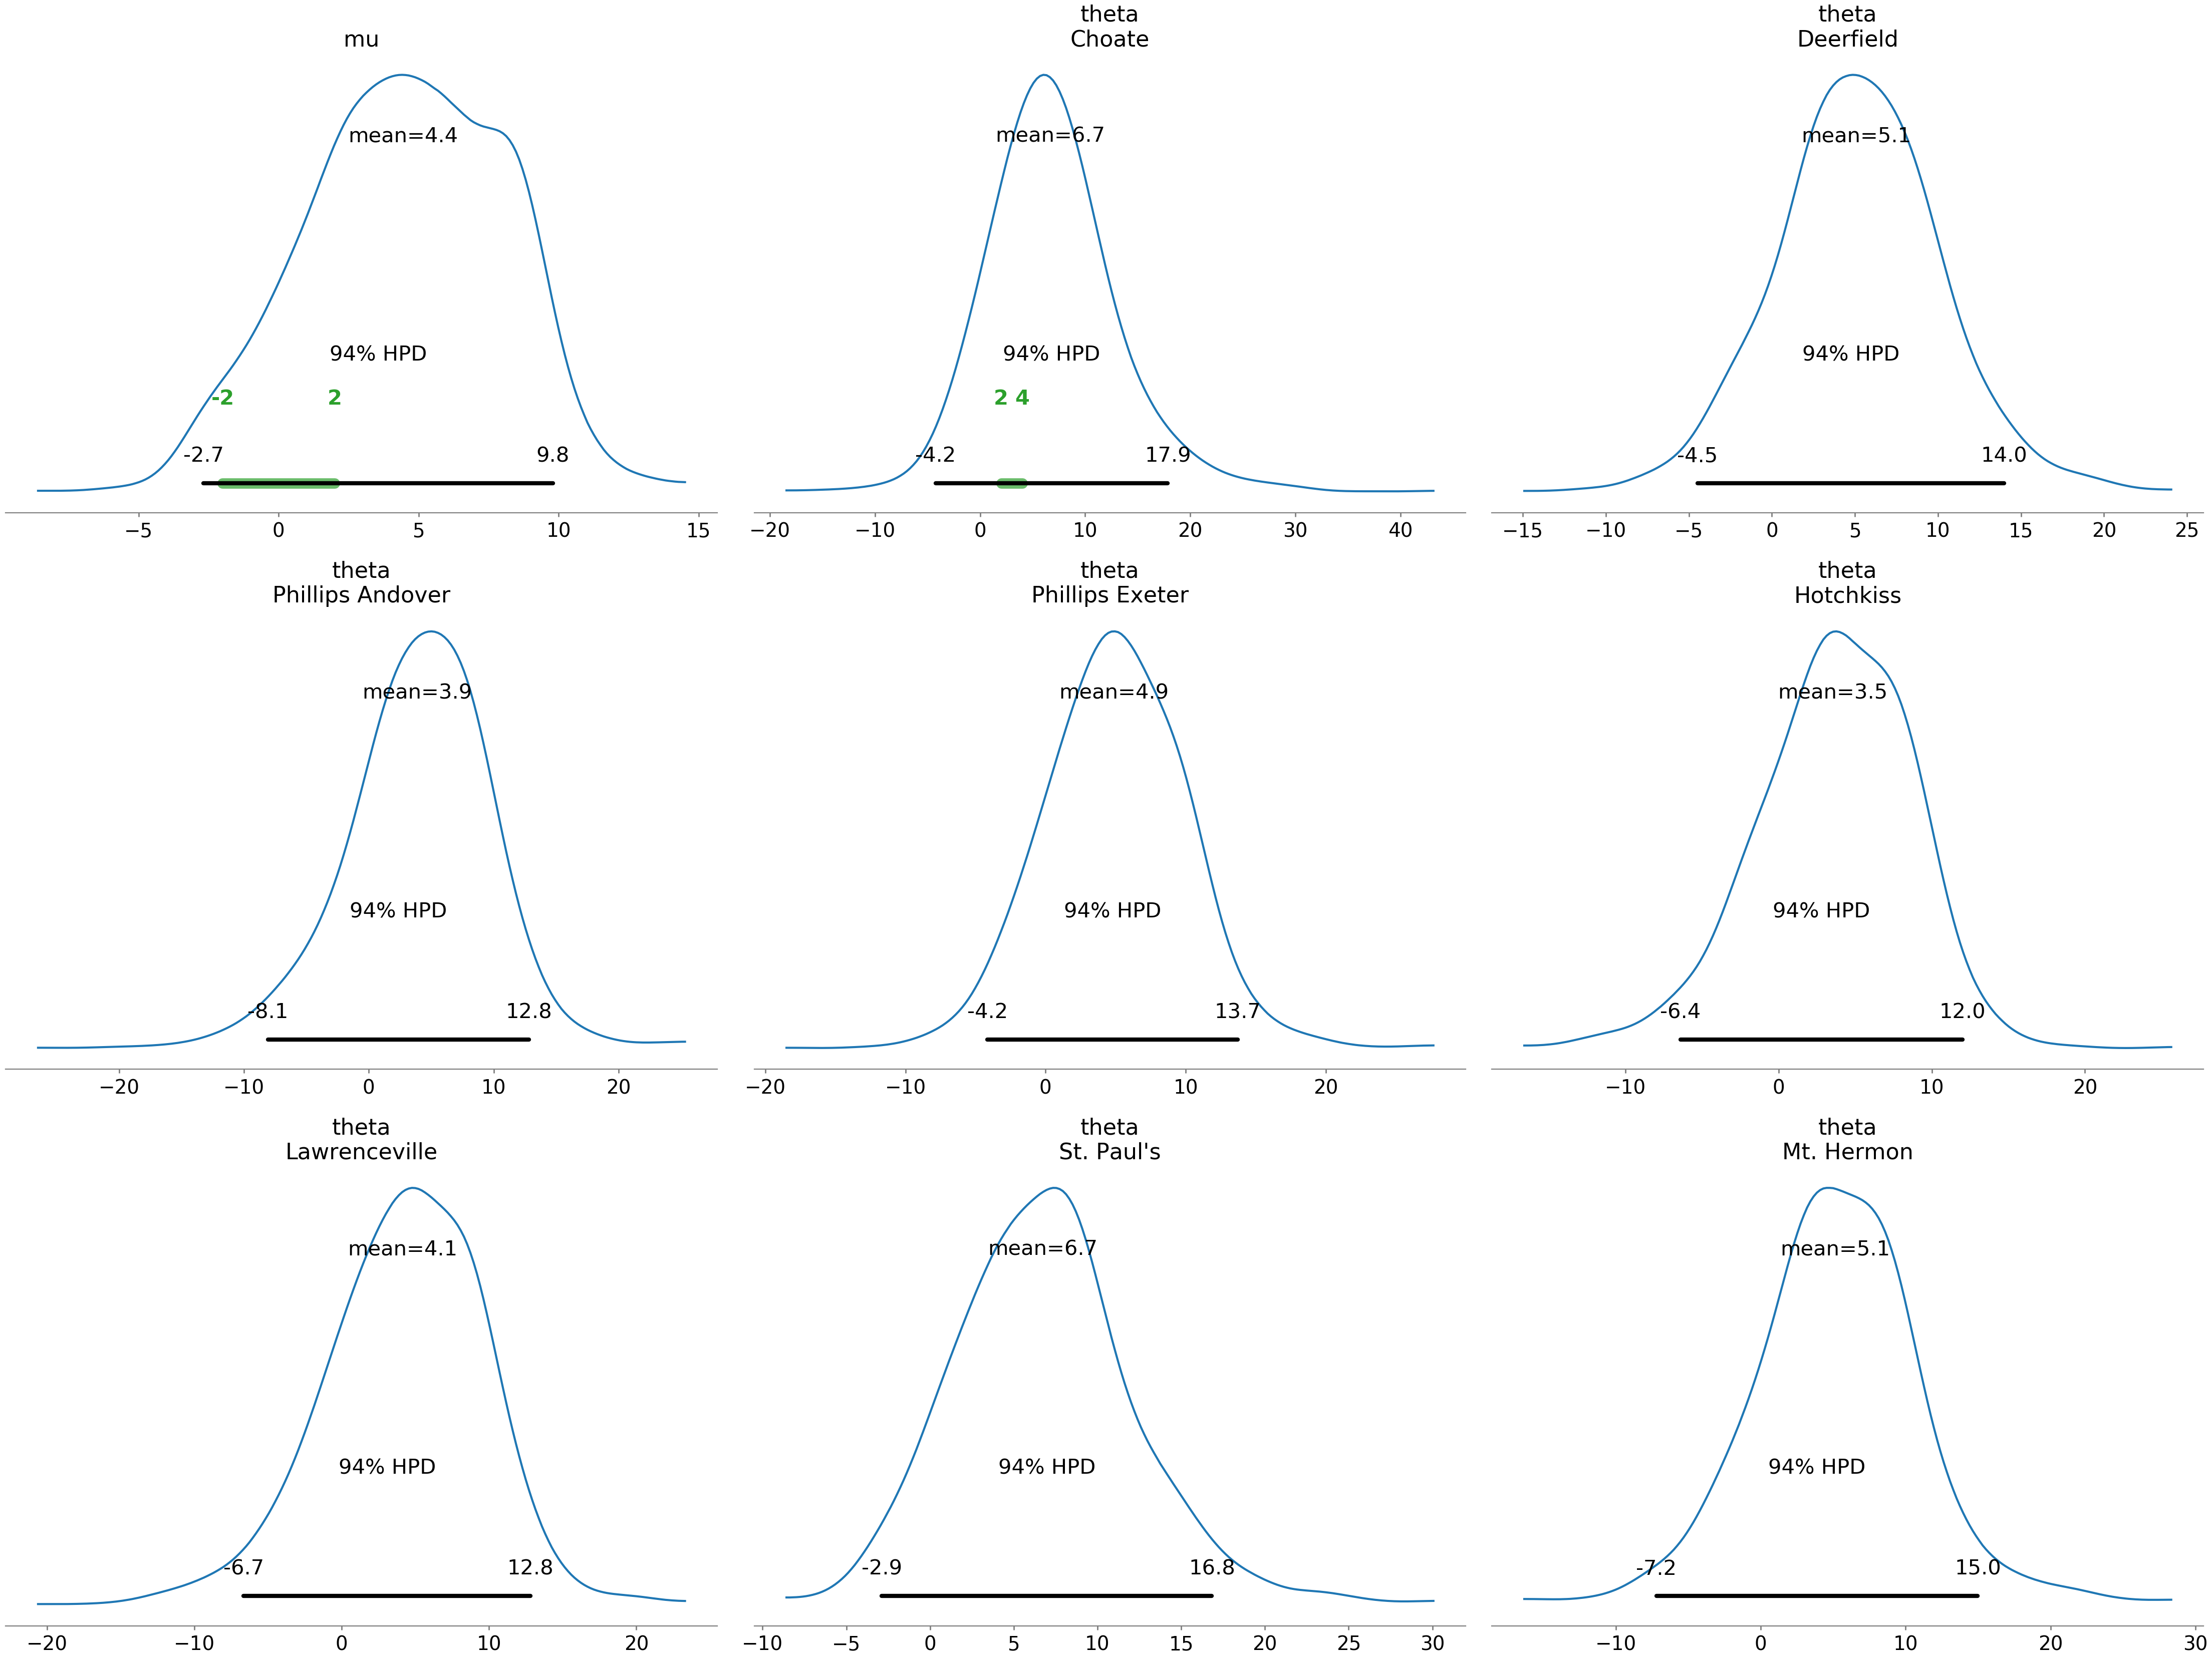 mu
mean=4.4
94% HPD
-2 2
-2.7 9.8
−5 0 5 10 15
theta
Choate
mean=6.7
94% HPD
2 4
-4.2 17.9
−20 −10 0 10 20 30 40
theta
Deerfield
mean=5.1
94% HPD
-4.5 14.0
−15 −10 −5 0 5 10 15 20 25
theta
Phillips Andover
mean=3.9
94% HPD
-8.1 12.8
−20 −10 0 10 20
theta
Phillips Exeter
mean=4.9
94% HPD
-4.2 13.7
−20 −10 0 10 20
theta
Hotchkiss
mean=3.5
94% HPD
-6.4 12.0
−10 0 10 20
theta
Lawrenceville
mean=4.1
94% HPD
-6.7 12.8
−20 −10 0 10 20
theta
St. Paul's
mean=6.7
94% HPD
-2.9 16.8
−10 −5 0 5 10 15 20 25 30
theta
Mt. Hermon
mean=5.1
94% HPD
-7.2 15.0
−10 0 10 20 30